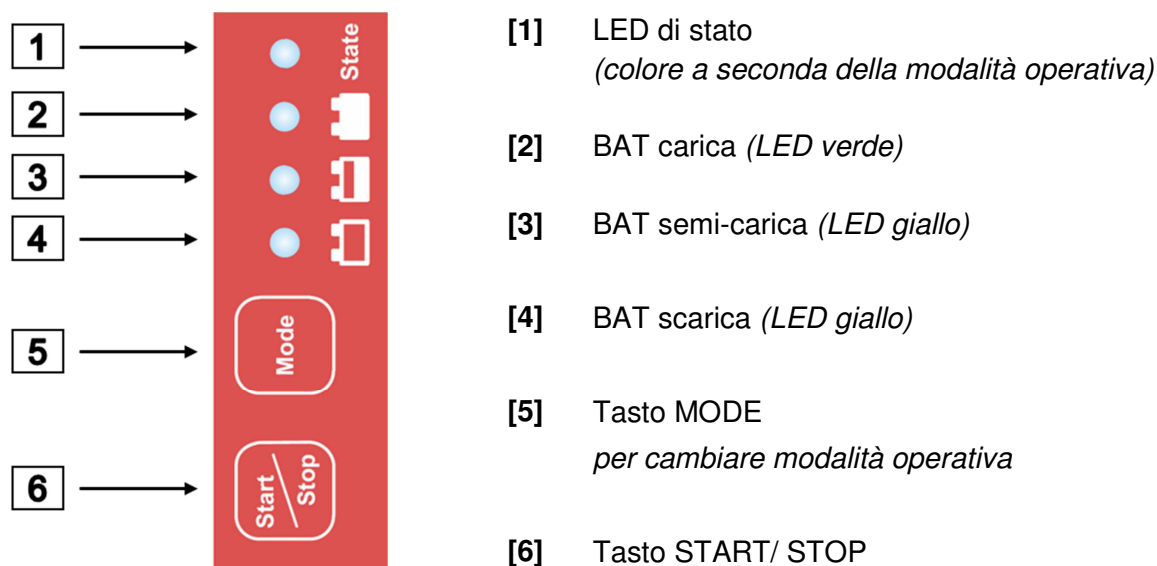 1
[1] LED di stato
State
(colore a seconda della modalità operativa)
2
[2] BAT carica (LED verde)
3
[3] BAT semi-carica (LED giallo)
4
[4] BAT scarica (LED giallo)
5
Mode
[5] Tasto MODE
per cambiare modalità operativa
6
Start/
Stop
[6] Tasto START/ STOP